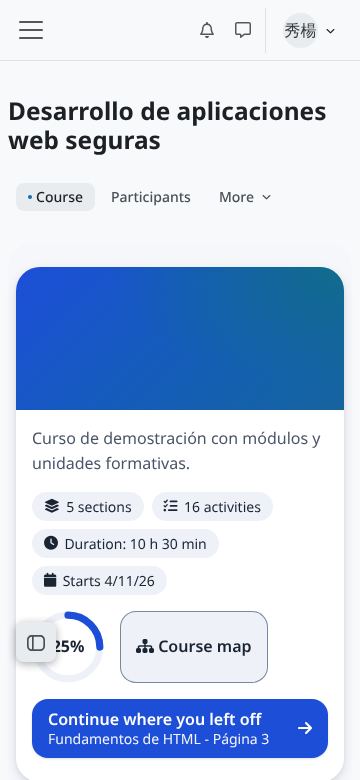 秀楊
Desarrollo de aplicaciones
web seguras
Course
Participants
More
Curso de demostración con módulos y
unidades formativas.
5 sections
16 activities
Duration: 10 h 30 min
Starts 4/11/26
25%
Course map
Continue where you left off
Fundamentos de HTML - Página 3